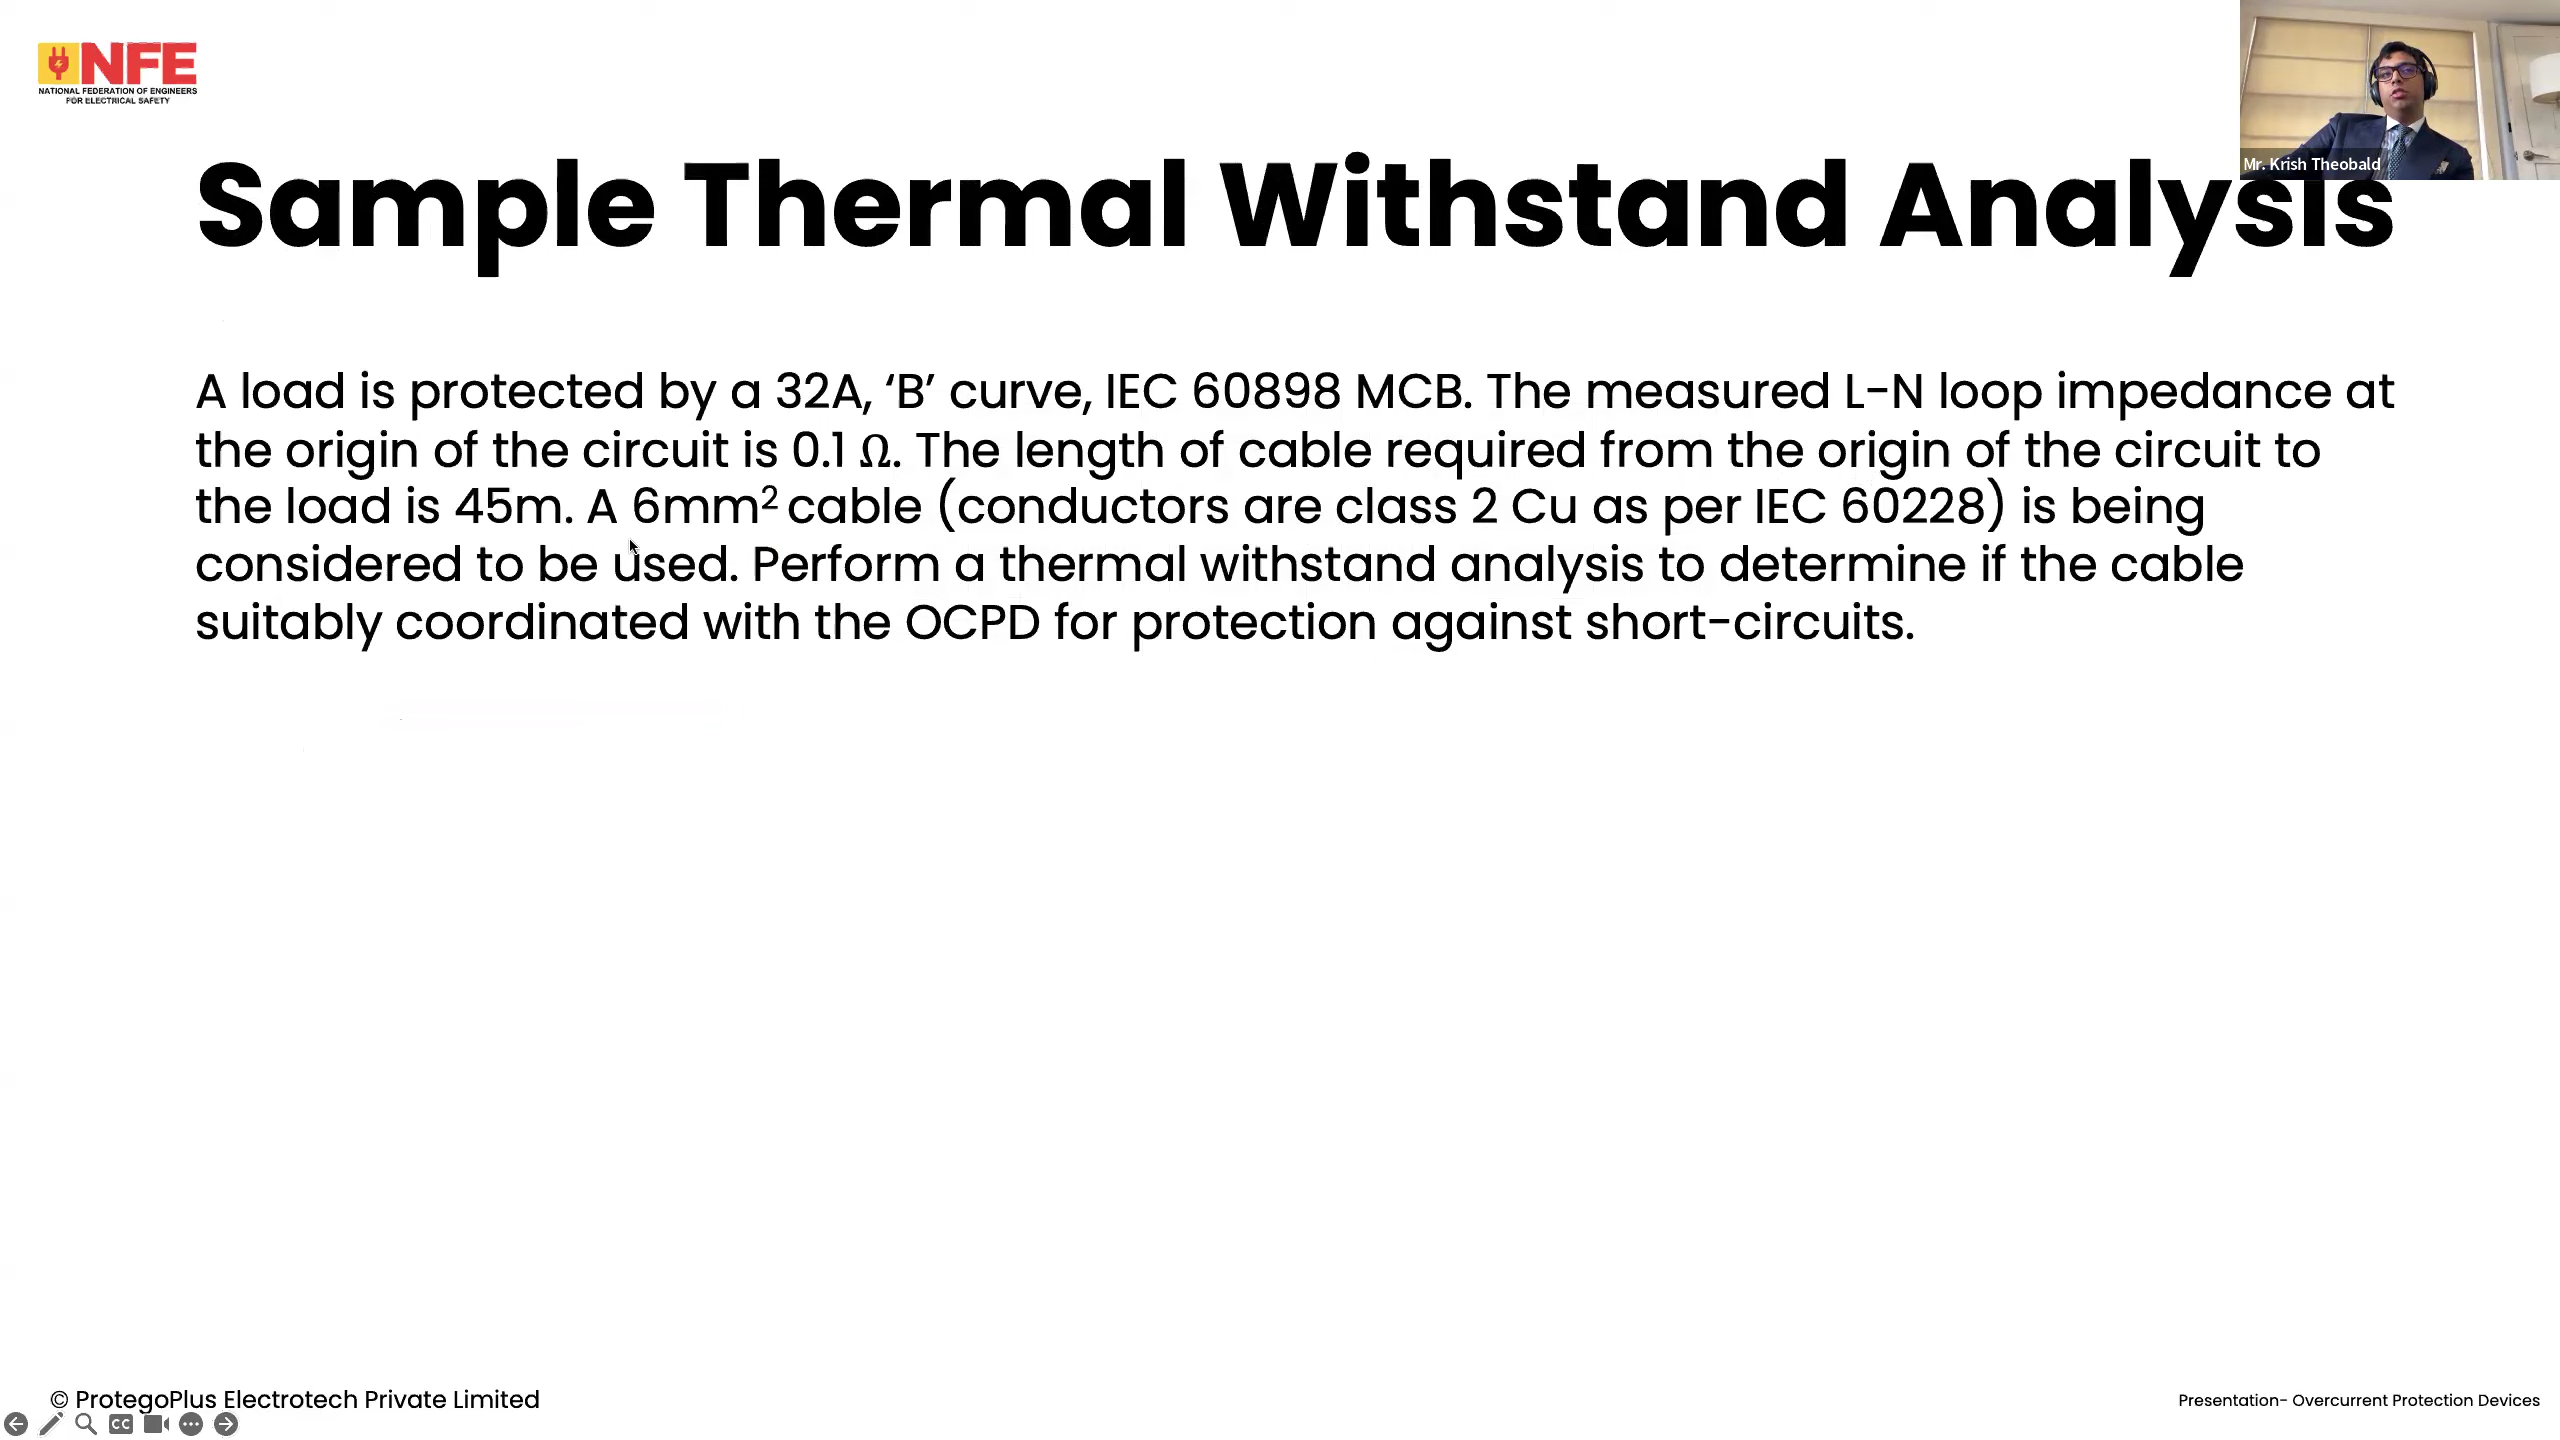 NFE
NATIONAL FEDERATION OF ENGINEERS
FOR ELECTRICAL SAFETY
Mr. Krish Theobald
Sample Thermal Withstand Analysis
A load is protected by a 32A, ‘B’ curve, IEC 60898 MCB. The measured L-N loop impedance at
the origin of the circuit is 0.1 Ω. The length of cable required from the origin of the circuit to
the load is 45m. A 6mm² cable (conductors are class 2 Cu as per IEC 60228) is being
considered to be used. Perform a thermal withstand analysis to determine if the cable
suitably coordinated with the OCPD for protection against short-circuits.
© ProtegoPlus Electrotech Private Limited
Presentation- Overcurrent Protection Devices
CC